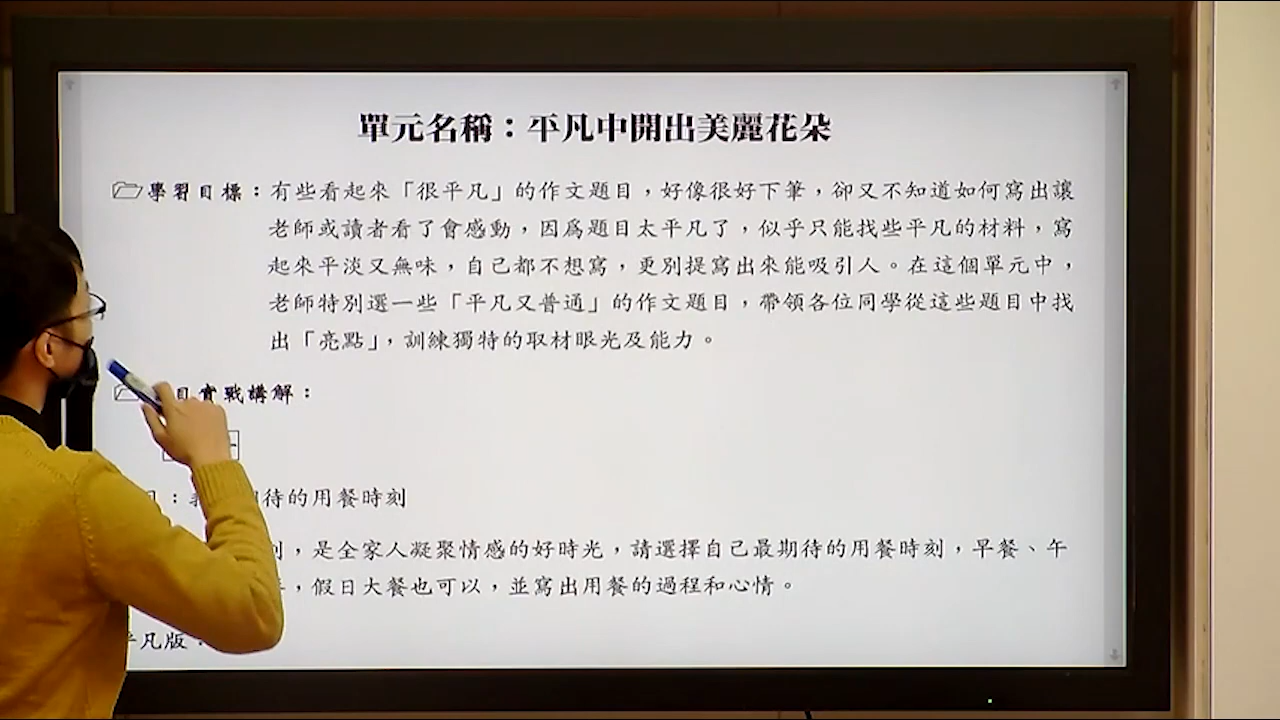 單元名稱：平凡中開出美麗花朵
學習目標：有些看起來「很平凡」的作文題目，好像很好下筆，卻又不知道如何寫出讓
老師或讀者看了會感動，因為題目太平凡了，似乎只能找些平凡的材料，寫
起來平淡又無味，自己都不想寫，更別提寫出來能吸引人。在這個單元中，
老師特別選一些「平凡又普通」的作文題目，帶領各位同學從這些題目中找
出「亮點」，訓練獨特的取材眼光及能力。
目實戰講解：
：待的用餐時刻
，是全家人凝聚情感的好時光，請選擇自己最期待的用餐時刻，早餐、午
，假日大餐也可以，並寫出用餐的過程和心情。
凡版：